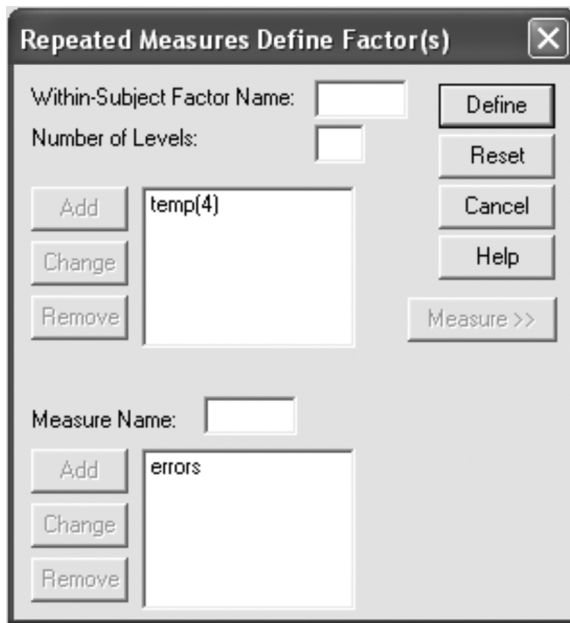 Repeated Measures Define Factor(s)
Within-Subject Factor Name:
Define
Number of Levels:
Reset
Add
temp(4)
Cancel
Change
Help
Remove
Measure >>
Measure Name:
Add
errors
Change
Remove